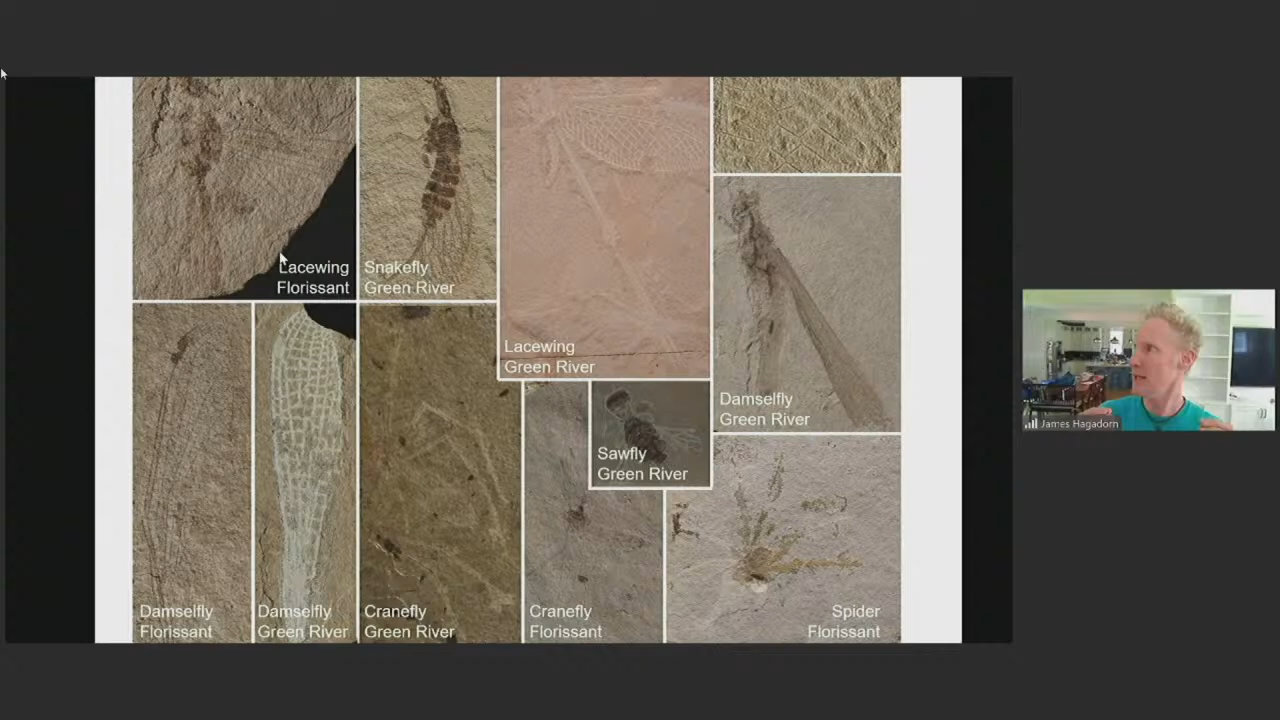 Lacewing
Florissant
Snakefly
Green River
Lacewing
Green River
Damselfly
Green River
Sawfly
Green River
Damselfly
Florissant
Damselfly
Green River
Cranefly
Green River
Cranefly
Florissant
Spider
Florissant
James Hagadorn